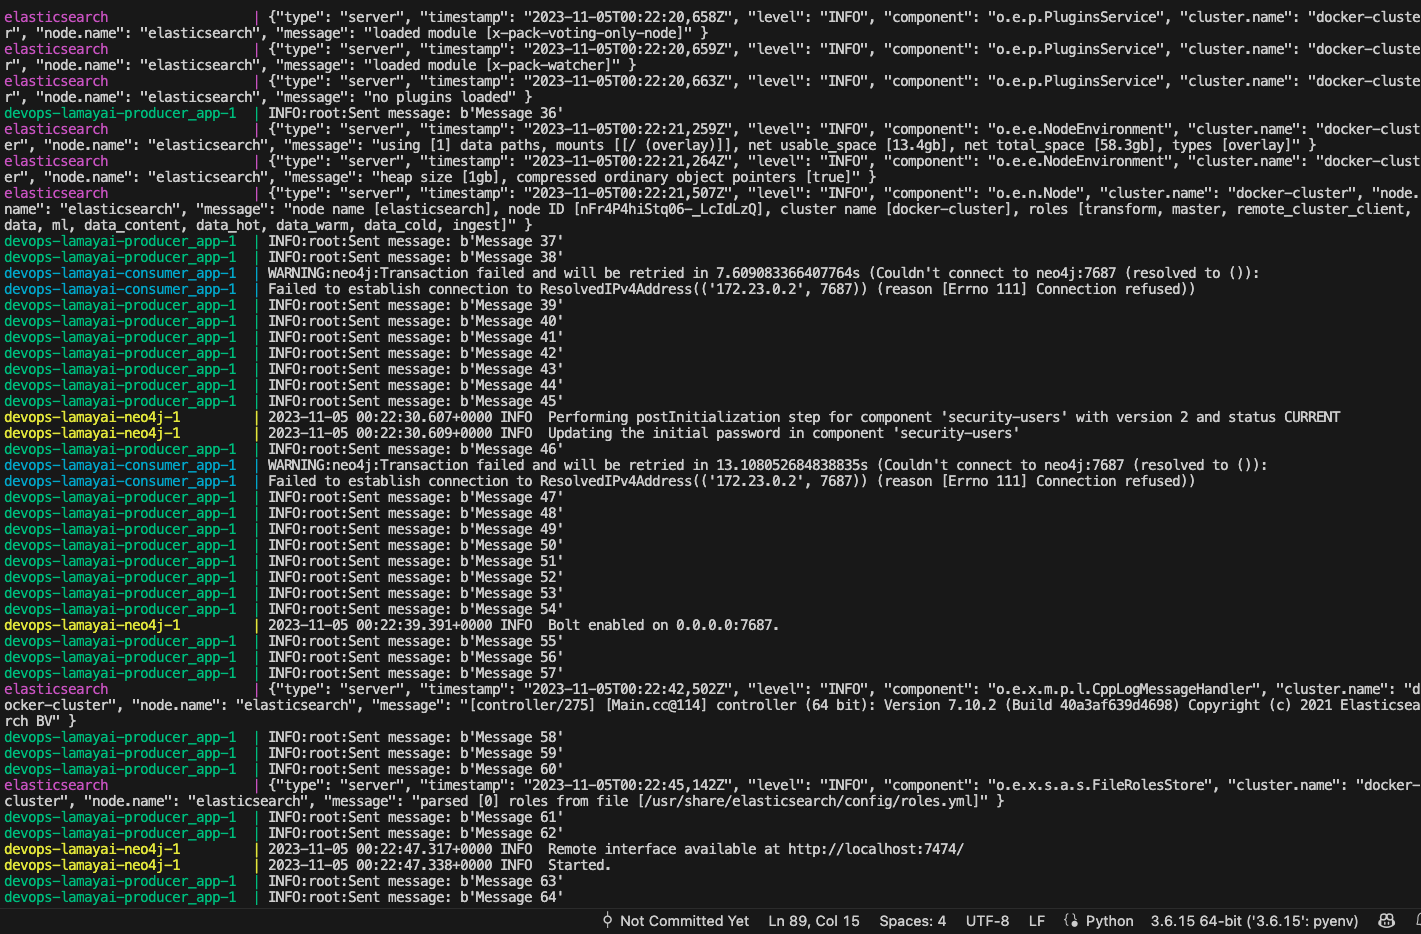 elasticsearch | {"type": "server", "timestamp": "2023-11-05T00:22:20,658Z", "level": "INFO", "component": "o.e.p.PluginsService", "cluster.name": "docker-cluste
r", "node.name": "elasticsearch", "message": "loaded module [x-pack-voting-only-node]" }
elasticsearch | {"type": "server", "timestamp": "2023-11-05T00:22:20,659Z", "level": "INFO", "component": "o.e.p.PluginsService", "cluster.name": "docker-cluste
r", "node.name": "elasticsearch", "message": "loaded module [x-pack-watcher]" }
elasticsearch | {"type": "server", "timestamp": "2023-11-05T00:22:20,663Z", "level": "INFO", "component": "o.e.p.PluginsService", "cluster.name": "docker-cluste
r", "node.name": "elasticsearch", "message": "no plugins loaded" }
devops-lamayai-producer_app-1 | INFO:root:Sent message: b'Message 36'
elasticsearch | {"type": "server", "timestamp": "2023-11-05T00:22:21,259Z", "level": "INFO", "component": "o.e.e.NodeEnvironment", "cluster.name": "docker-clust
er", "node.name": "elasticsearch", "message": "using [1] data paths, mounts [[/ (overlay)]], net usable_space [13.4gb], net total_space [58.3gb], types [overlay]" }
elasticsearch | {"type": "server", "timestamp": "2023-11-05T00:22:21,264Z", "level": "INFO", "component": "o.e.e.NodeEnvironment", "cluster.name": "docker-clust
er", "node.name": "elasticsearch", "message": "heap size [1gb], compressed ordinary object pointers [true]" }
elasticsearch | {"type": "server", "timestamp": "2023-11-05T00:22:21,507Z", "level": "INFO", "component": "o.e.n.Node", "cluster.name": "docker-cluster", "node.
name": "elasticsearch", "message": "node name [elasticsearch], node ID [nFr4P4hiStq06-_LcIdLzQ], cluster name [docker-cluster], roles [transform, master, remote_cluster_client,
data, ml, data_content, data_hot, data_warm, data_cold, ingest]" }
devops-lamayai-producer_app-1 | INFO:root:Sent message: b'Message 37'
devops-lamayai-producer_app-1 | INFO:root:Sent message: b'Message 38'
devops-lamayai-consumer_app-1 | WARNING:neo4j:Transaction failed and will be retried in 7.609083366407764s (Couldn't connect to neo4j:7687 (resolved to ()):
devops-lamayai-consumer_app-1 | Failed to establish connection to ResolvedIPv4Address(('172.23.0.2', 7687)) (reason [Errno 111] Connection refused))
devops-lamayai-producer_app-1 | INFO:root:Sent message: b'Message 39'
devops-lamayai-producer_app-1 | INFO:root:Sent message: b'Message 40'
devops-lamayai-producer_app-1 | INFO:root:Sent message: b'Message 41'
devops-lamayai-producer_app-1 | INFO:root:Sent message: b'Message 42'
devops-lamayai-producer_app-1 | INFO:root:Sent message: b'Message 43'
devops-lamayai-producer_app-1 | INFO:root:Sent message: b'Message 44'
devops-lamayai-producer_app-1 | INFO:root:Sent message: b'Message 45'
devops-lamayai-neo4j-1 | 2023-11-05 00:22:30.607+0000 INFO  Performing postInitialization step for component 'security-users' with version 2 and status CURRENT
devops-lamayai-neo4j-1 | 2023-11-05 00:22:30.609+0000 INFO  Updating the initial password in component 'security-users'
devops-lamayai-producer_app-1 | INFO:root:Sent message: b'Message 46'
devops-lamayai-consumer_app-1 | WARNING:neo4j:Transaction failed and will be retried in 13.108052684838835s (Couldn't connect to neo4j:7687 (resolved to ()):
devops-lamayai-consumer_app-1 | Failed to establish connection to ResolvedIPv4Address(('172.23.0.2', 7687)) (reason [Errno 111] Connection refused))
devops-lamayai-producer_app-1 | INFO:root:Sent message: b'Message 47'
devops-lamayai-producer_app-1 | INFO:root:Sent message: b'Message 48'
devops-lamayai-producer_app-1 | INFO:root:Sent message: b'Message 49'
devops-lamayai-producer_app-1 | INFO:root:Sent message: b'Message 50'
devops-lamayai-producer_app-1 | INFO:root:Sent message: b'Message 51'
devops-lamayai-producer_app-1 | INFO:root:Sent message: b'Message 52'
devops-lamayai-producer_app-1 | INFO:root:Sent message: b'Message 53'
devops-lamayai-producer_app-1 | INFO:root:Sent message: b'Message 54'
devops-lamayai-neo4j-1 | 2023-11-05 00:22:39.391+0000 INFO  Bolt enabled on 0.0.0.0:7687.
devops-lamayai-producer_app-1 | INFO:root:Sent message: b'Message 55'
devops-lamayai-producer_app-1 | INFO:root:Sent message: b'Message 56'
devops-lamayai-producer_app-1 | INFO:root:Sent message: b'Message 57'
elasticsearch | {"type": "server", "timestamp": "2023-11-05T00:22:42,502Z", "level": "INFO", "component": "o.e.x.m.p.l.CppLogMessageHandler", "cluster.name": "d
ocker-cluster", "node.name": "elasticsearch", "message": "[controller/275] [Main.cc@114] controller (64 bit): Version 7.10.2 (Build 40a3af639d4698) Copyright (c) 2021 Elasticsea
rch BV" }
devops-lamayai-producer_app-1 | INFO:root:Sent message: b'Message 58'
devops-lamayai-producer_app-1 | INFO:root:Sent message: b'Message 59'
devops-lamayai-producer_app-1 | INFO:root:Sent message: b'Message 60'
elasticsearch | {"type": "server", "timestamp": "2023-11-05T00:22:45,142Z", "level": "INFO", "component": "o.e.x.s.a.s.FileRolesStore", "cluster.name": "docker-
cluster", "node.name": "elasticsearch", "message": "parsed [0] roles from file [/usr/share/elasticsearch/config/roles.yml]" }
devops-lamayai-producer_app-1 | INFO:root:Sent message: b'Message 61'
devops-lamayai-producer_app-1 | INFO:root:Sent message: b'Message 62'
devops-lamayai-neo4j-1 | 2023-11-05 00:22:47.317+0000 INFO  Remote interface available at http://localhost:7474/
devops-lamayai-neo4j-1 | 2023-11-05 00:22:47.338+0000 INFO  Started.
devops-lamayai-producer_app-1 | INFO:root:Sent message: b'Message 63'
devops-lamayai-producer_app-1 | INFO:root:Sent message: b'Message 64'
Not Committed Yet Ln 89, Col 15 Spaces: 4 UTF-8 LF Python 3.6.15 64-bit ('3.6.15': pyenv)